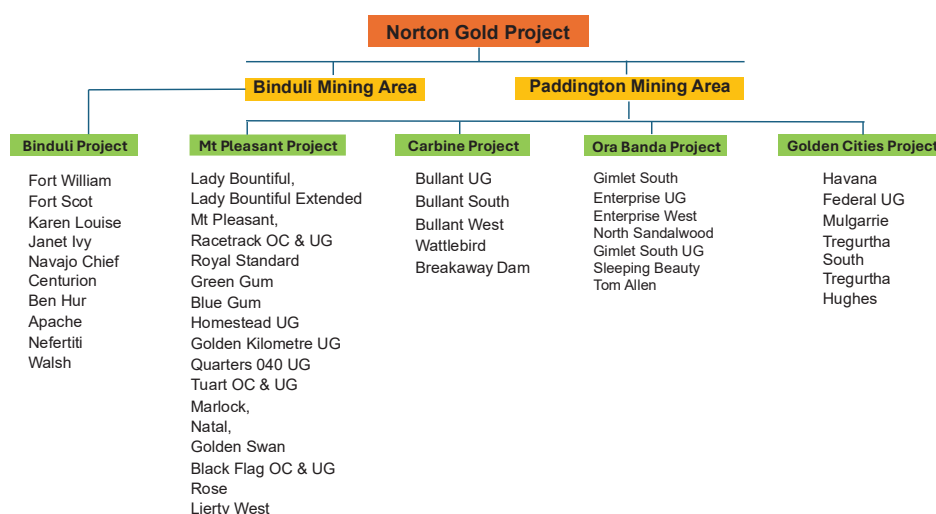 Norton Gold Project
Binduli Mining Area
Paddington Mining Area
Binduli Project
Fort William
Fort Scot
Karen Louise
Janet Ivy
Navajo Chief
Centurion
Ben Hur
Apache
Nefertiti
Walsh
Mt Pleasant Project
Lady Bountiful,
Lady Bountiful Extended
Mt Pleasant,
Racetrack OC & UG
Royal Standard
Green Gum
Blue Gum
Homestead UG
Golden Kilometre UG
Quarters 040 UG
Tuart OC & UG
Marlock,
Natal,
Golden Swan
Black Flag OC & UG
Rose
Lierty West
Carbine Project
Bullant UG
Bullant South
Bullant West
Wattlebird
Breakaway Dam
Ora Banda Project
Gimlet South
Enterprise UG
Enterprise West
North Sandalwood
Gimlet South UG
Sleeping Beauty
Tom Allen
Golden Cities Project
Havana
Federal UG
Mulgarrie
Tregurtha
South
Tregurtha
Hughes